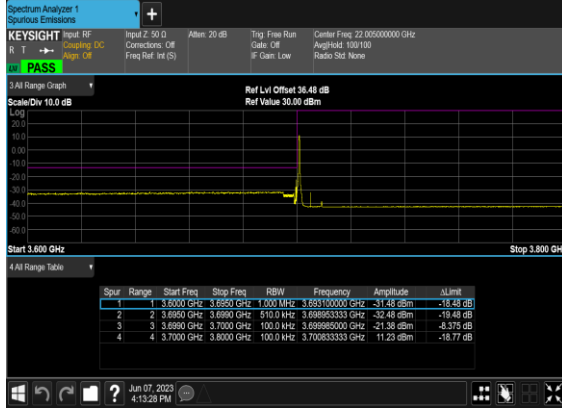 Spectrum Analyzer 1
Spurious Emissions
+
KEYSIGHT Input: RF Input Z: 50 Ω Atten: 20 dB Trig: Free Run Center Freq: 22.005000000 GHz
R T Coupling: DC Corrections: Off Gate: Off Avg|Hold: 100/100
Align: Off Freq Ref: Int (S) IF Gain: Low Radio Std: None
PASS
3 All Range Graph
Ref Lvl Offset 36.48 dB
Scale/Div 10.0 dB Ref Value 30.00 dBm
Log
20.0
10.0
0.00
-10.0
-20.0
-30.0
-40.0
-50.0
-60.0
Start 3.600 GHz Stop 3.800 GH
4 All Range Table
Spur Range Start Freq Stop Freq RBW Frequency Amplitude ΔLimit
1 1 3.6000 GHz 3.6950 GHz 1.000 MHz 3.693100000 GHz -31.48 dBm -18.48 dB
2 2 3.6950 GHz 3.6990 GHz 510.0 kHz 3.698953333 GHz -32.48 dBm -19.48 dB
3 3 3.6990 GHz 3.7000 GHz 100.0 kHz 3.699985000 GHz -21.38 dBm -8.375 dB
4 4 3.7000 GHz 3.8000 GHz 100.0 kHz 3.700833333 GHz 11.23 dBm -18.77 dB
? Jun 07, 2023
4:13:28 PM